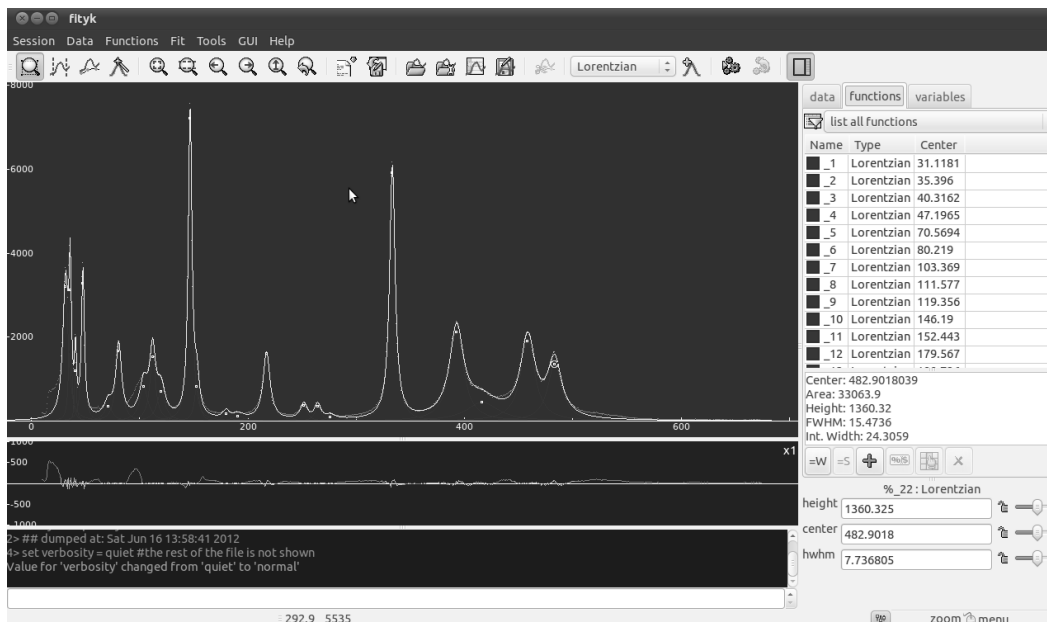 fityk
Session Data Functions Fit Tools GUI Help
Lorentzian
8000
-6000
-4000
-2000
0 200 400 600
1000
-500
x1
-500
-1000
2> ## dumped at: Sat Jun 16 13:58:41 2012
4> set verbosity = quiet #the rest of the file is not shown
Value for 'verbosity' changed from 'quiet' to 'normal'
292.9 5535
data functions variables
list all functions
Name Type Center
_1 Lorentzian 31.1181
_2 Lorentzian 35.396
_3 Lorentzian 40.3162
_4 Lorentzian 47.1965
_5 Lorentzian 70.5694
_6 Lorentzian 80.219
_7 Lorentzian 103.369
_8 Lorentzian 111.577
_9 Lorentzian 119.356
_10 Lorentzian 146.19
_11 Lorentzian 152.443
_12 Lorentzian 179.567
Center: 482.9018039
Area: 33063.9
Height: 1360.32
FWHM: 15.4736
Int. Width: 24.3059
=W =S
%_22 : Lorentzian
height 1360.325
center 482.9018
hwhm 7.736805
zoom menu